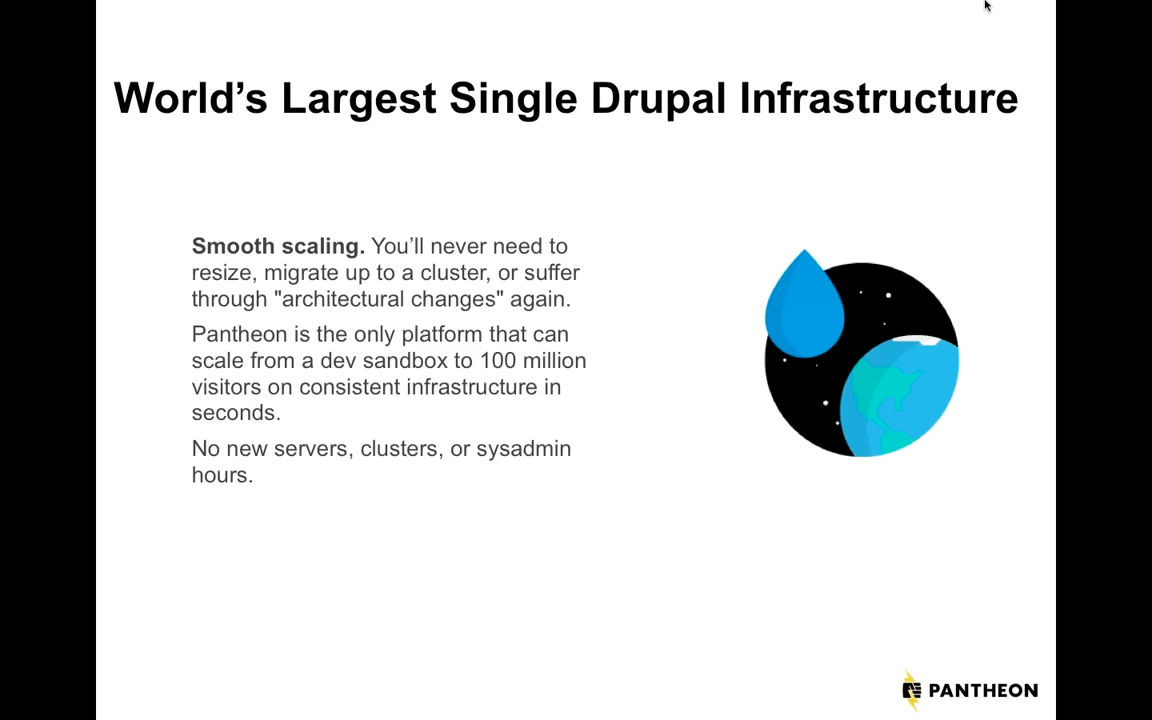 World’s Largest Single Drupal Infrastructure
Smooth scaling. You’ll never need to
resize, migrate up to a cluster, or suffer
through "architectural changes" again.
Pantheon is the only platform that can
scale from a dev sandbox to 100 million
visitors on consistent infrastructure in
seconds.
No new servers, clusters, or sysadmin
hours.
PANTHEON